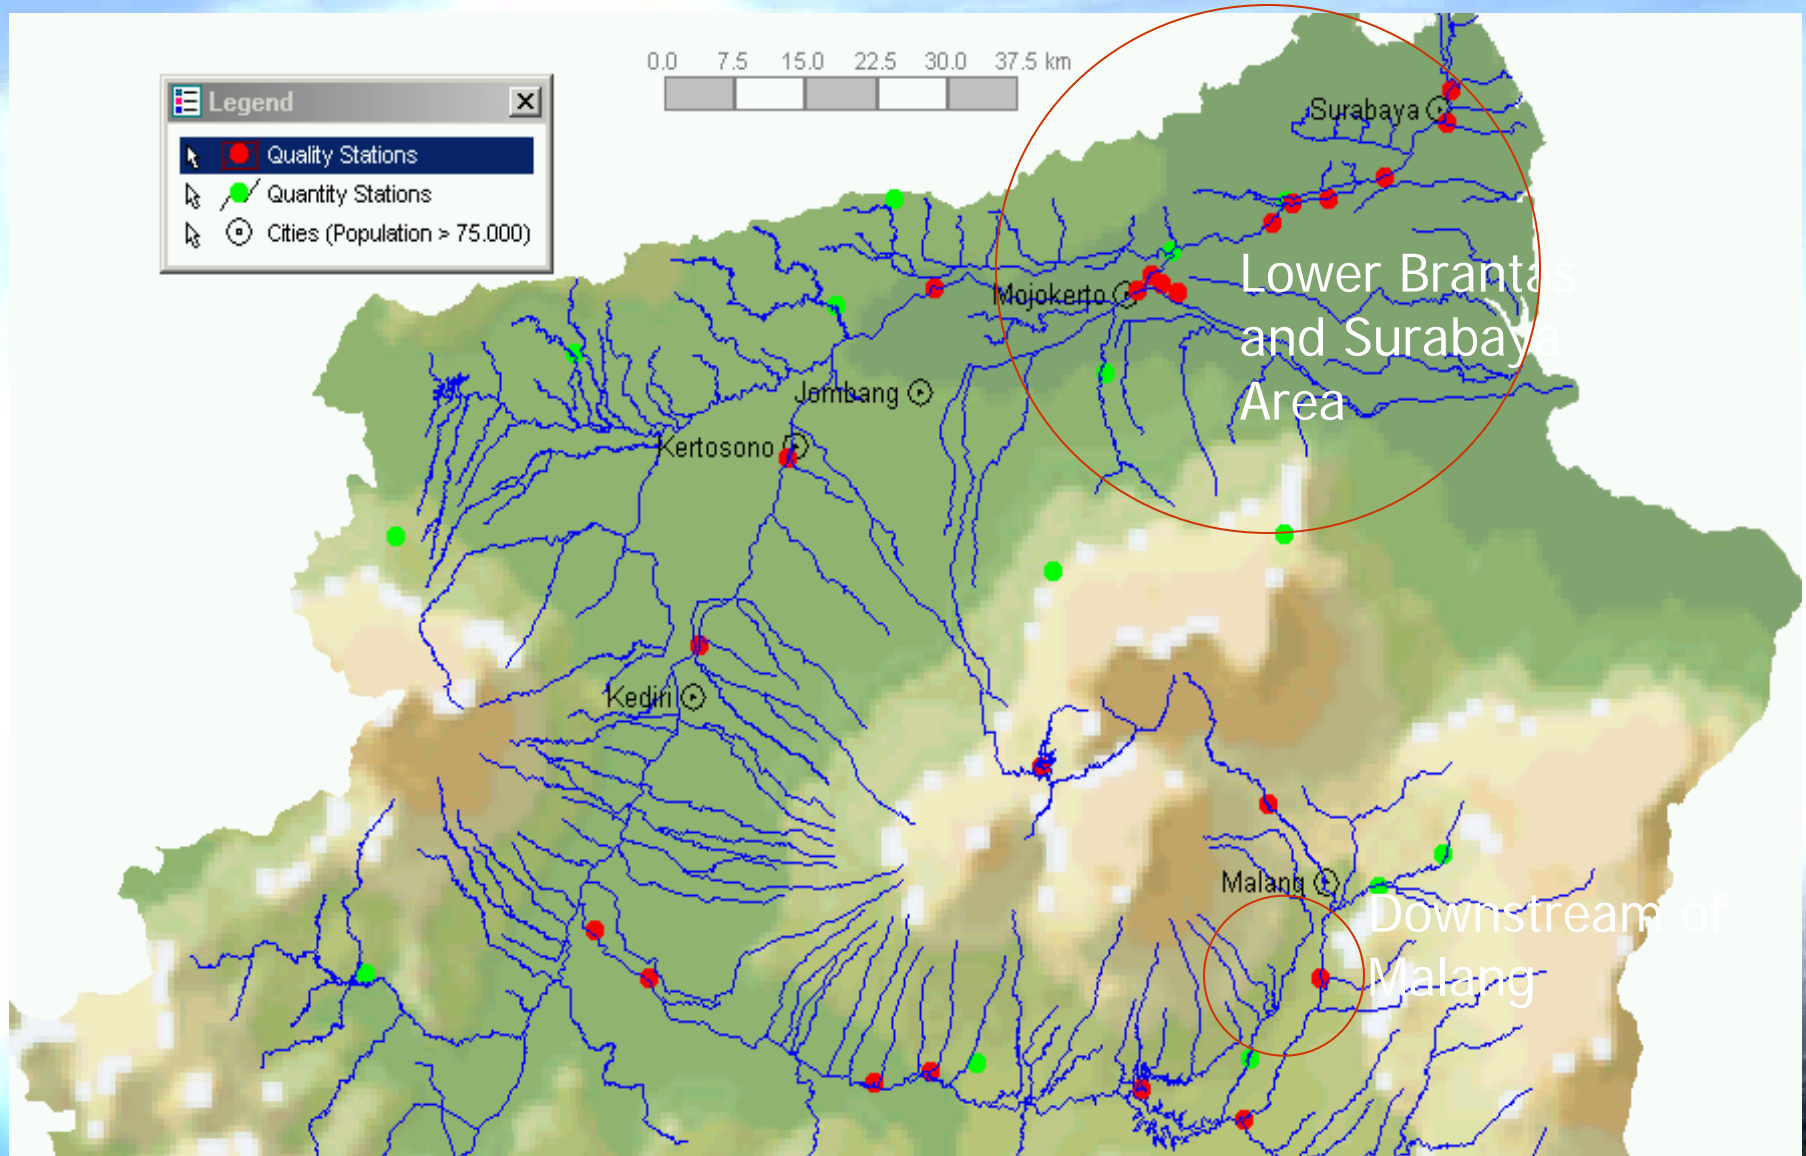 0.0 7.5 15.0 22.5 30.0 37.5 km
Legend
Quality Stations
Quantity Stations
Cities (Population > 75.000)
Surabaya
Lower Brantas
and Surabaya
Area
Mojokerto
Jombang
Kertosono
Kediri
Malang
Downstream of
Malang